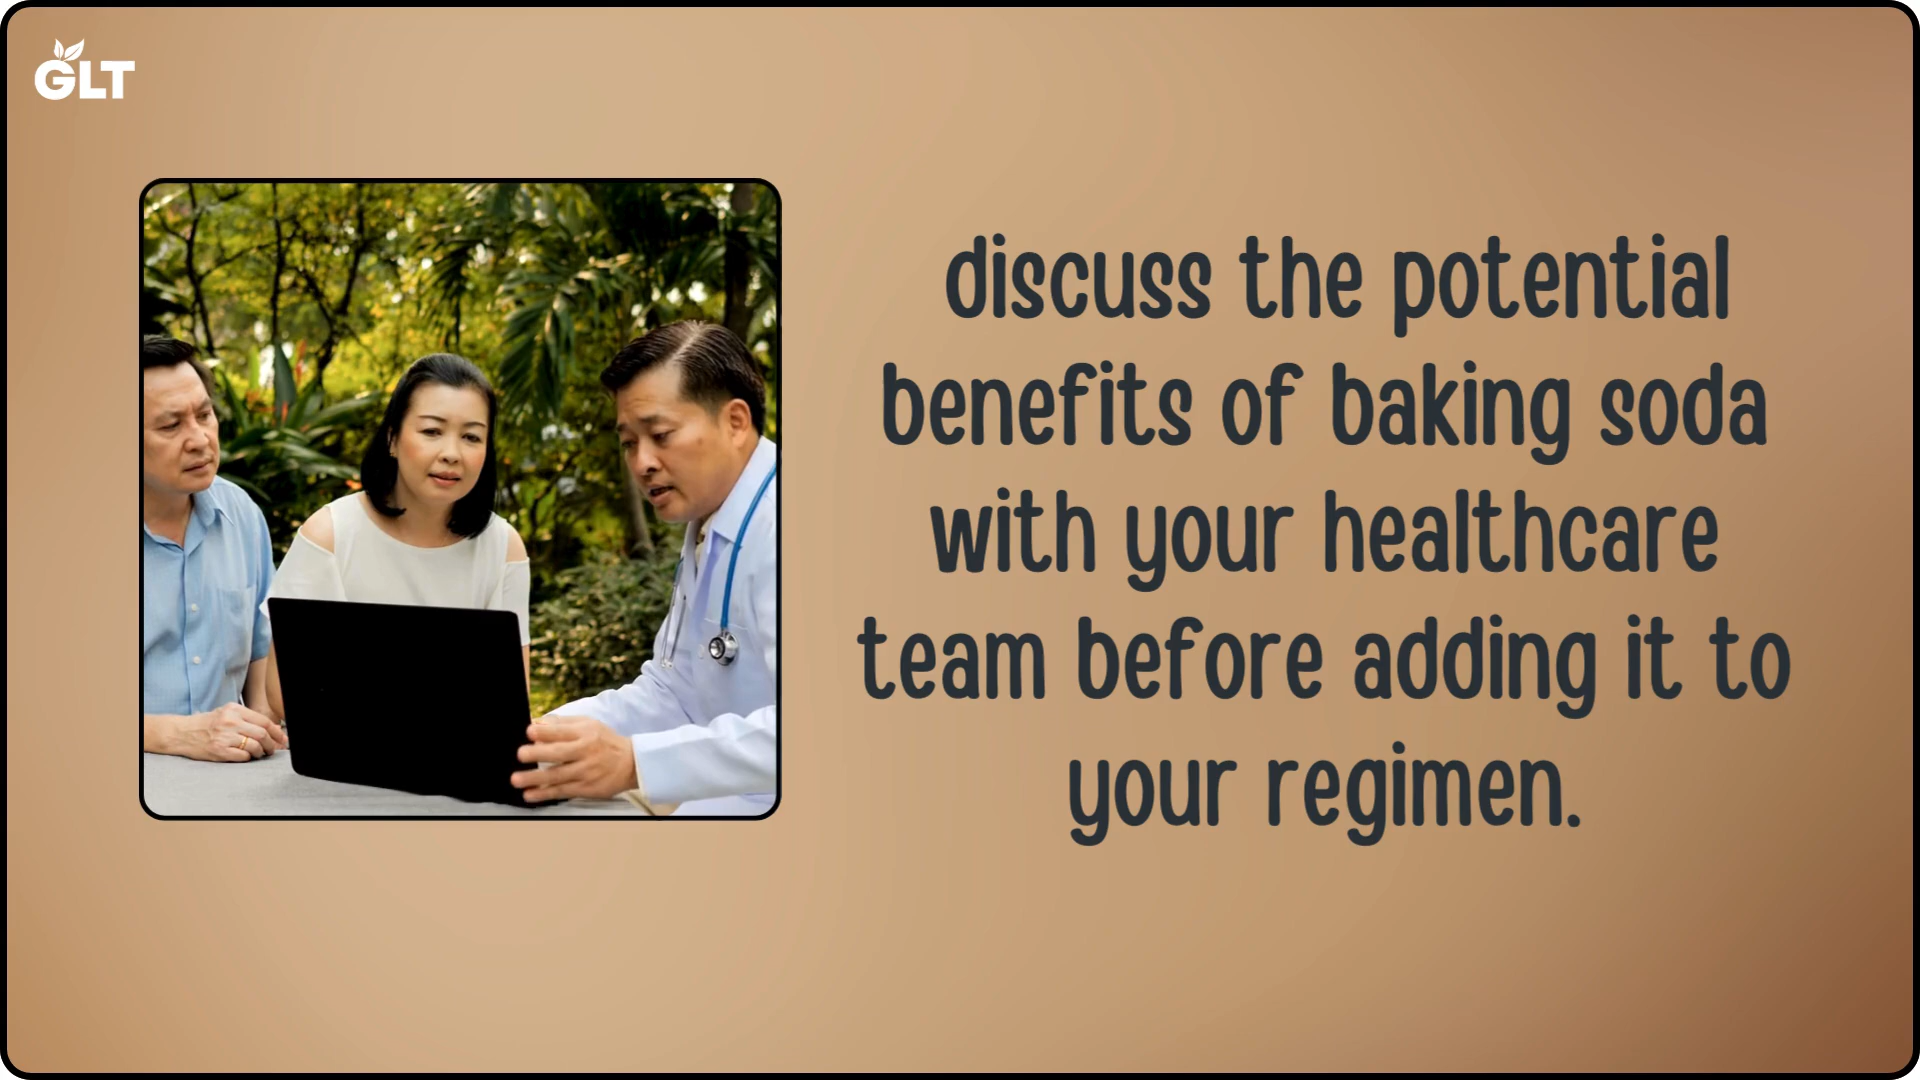 GLT
discuss the potential
benefits of baking soda
with your healthcare
team before adding it to
your regimen.